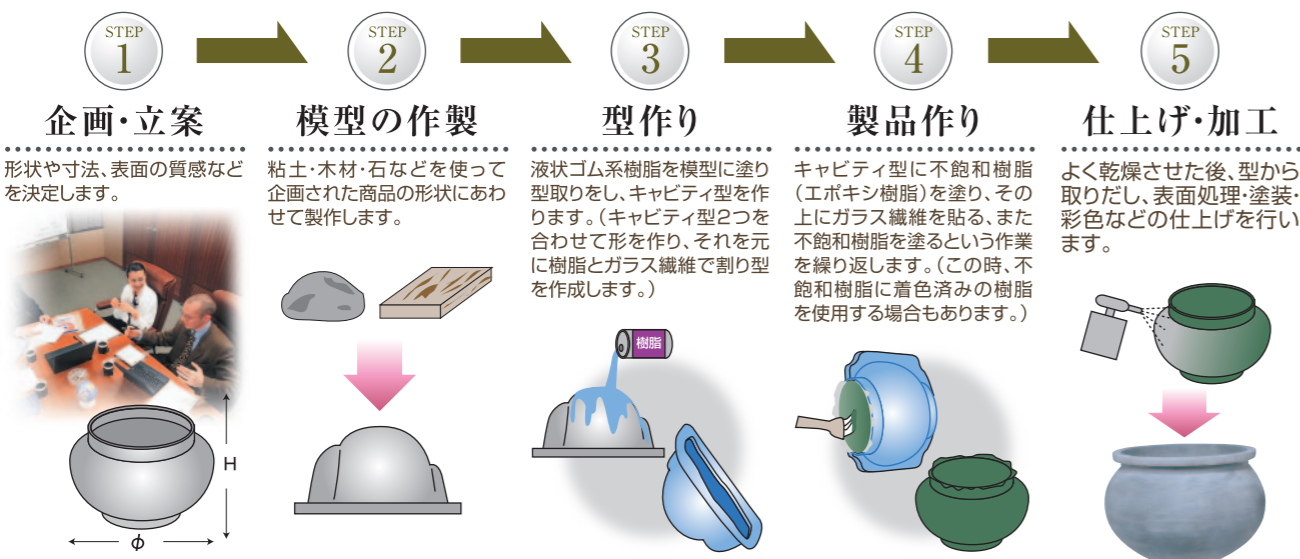 STEP
1
企画・立案
形状や寸法、表面の質感など
を決定します。
H
φ
STEP
2
模型の作製
粘土・木材・石などを使って
企画された商品の形状にあわ
せて製作します。
STEP
3
型作り
液状ゴム系樹脂を模型に塗り
型取りをし、キャビティ型を作
ります。(キャビティ型2つを
合わせて形を作り、それを元
に樹脂とガラス繊維で割り型
を作成します。)
樹脂
STEP
4
製品作り
キャビティ型に不飽和樹脂
(エポキシ樹脂)を塗り、その
上にガラス繊維を貼る、また
不飽和樹脂を塗るという作業
を繰り返します。(この時、不
飽和樹脂に着色済みの樹脂
を使用する場合もあります。)
STEP
5
仕上げ・加工
よく乾燥させた後、型から
取りだし、表面処理・塗装・
彩色などの仕上げを行い
ます。